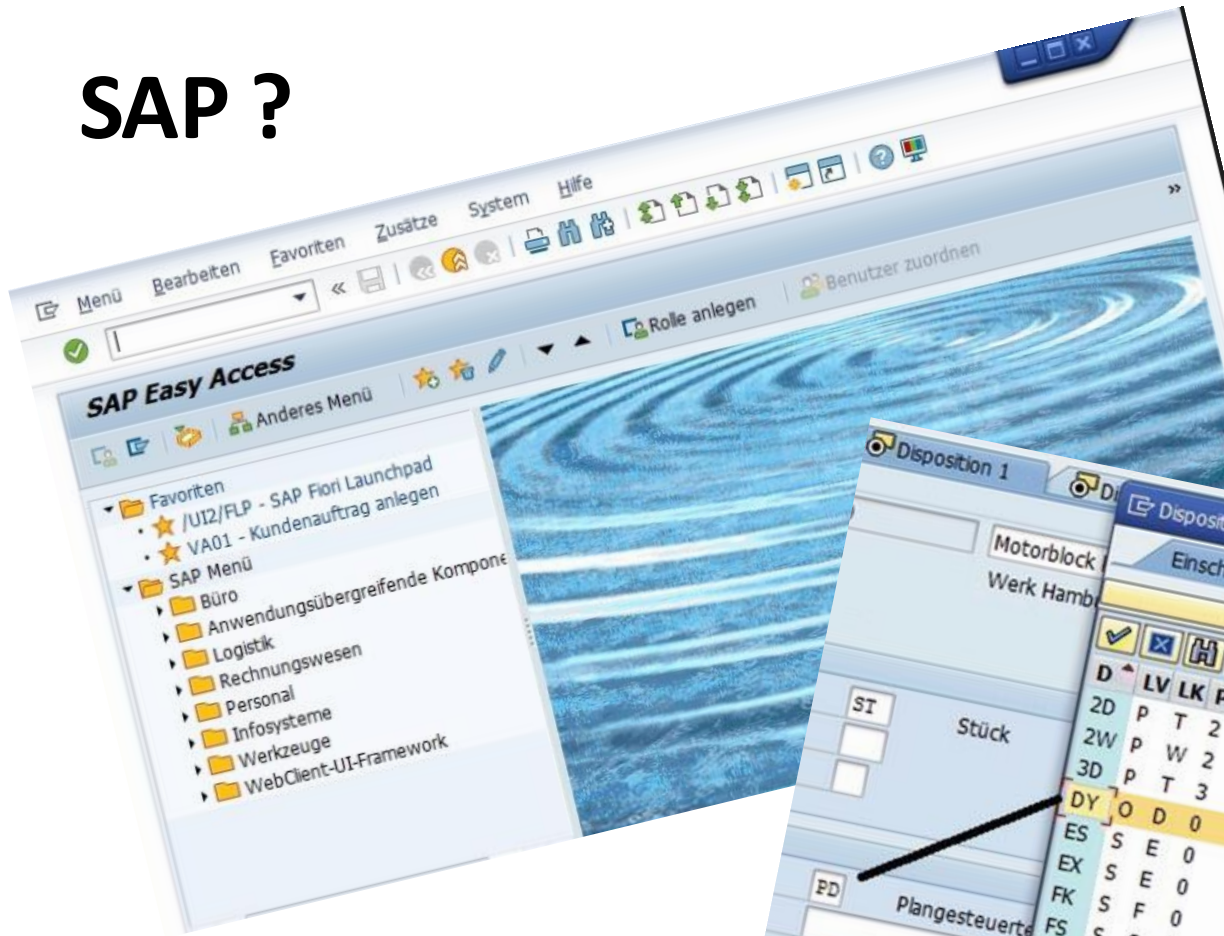 SAP ?
Menü Bearbeiten Favoriten Zusätze System Hilfe
SAP Easy Access
Anderes Menü Rolle anlegen Benutzer zuordnen
Favoriten
/UI2/FLP - SAP Fiori Launchpad
VA01 - Kundenauftrag anlegen
SAP Menü
Büro
Anwendungsübergreifende Kompone
Logistik
Rechnungswesen
Personal
Infosysteme
Werkzeuge
WebClient-UI-Framework
Disposition 1
Motorblock
Werk Hamb
ST Stück
PD Plangesteuerte
Disposit
Einsch
D LV LK P
2D P T 2
2W P W 2
3D P T 3
DY O D 0
ES S E 0
EX S E 0
FK S F 0
FS S